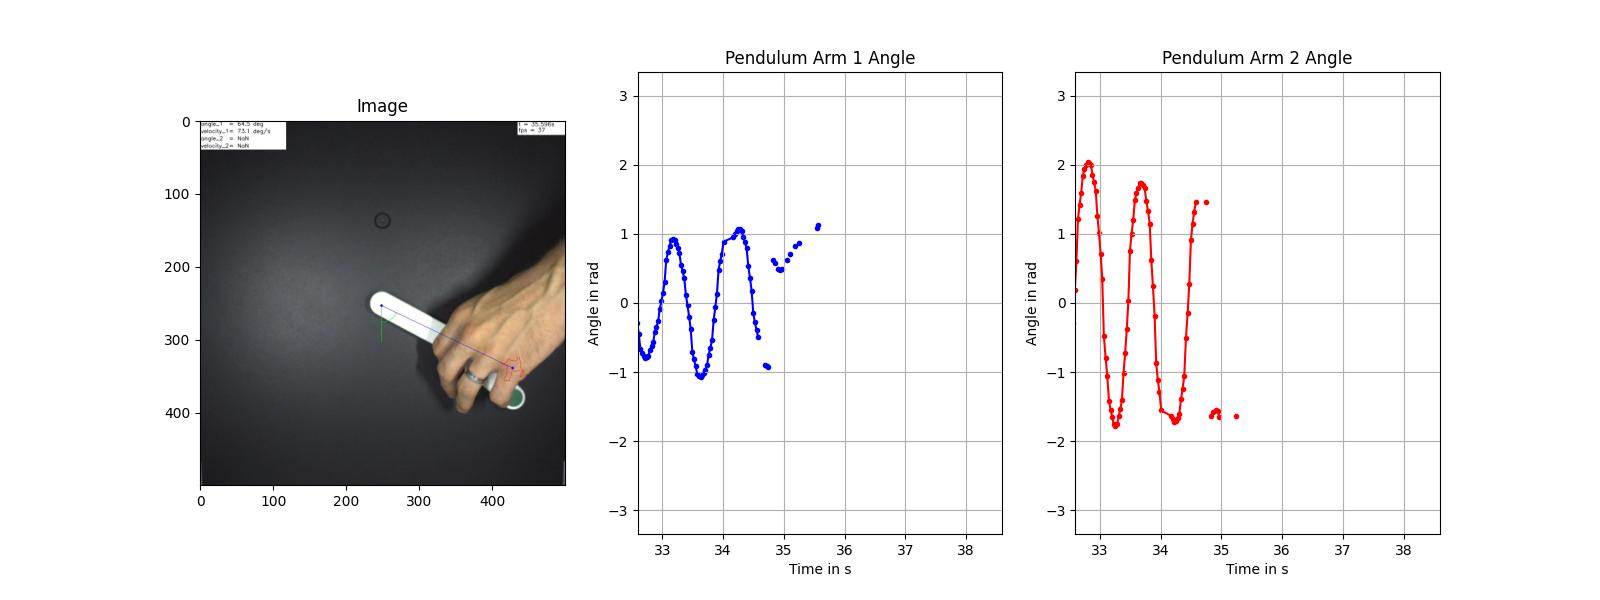 Image
angle_1 = 64.5 deg
velocity_1= 73.1 deg/s
angle_2 = NaN
velocity_2= NaN
t = 35.596s
fps = 37
0
100
200
300
400
0 100 200 300 400
Pendulum Arm 1 Angle
Angle in rad
3
2
1
0
−1
−2
−3
33 34 35 36 37 38
Time in s
Pendulum Arm 2 Angle
Angle in rad
3
2
1
0
−1
−2
−3
33 34 35 36 37 38
Time in s